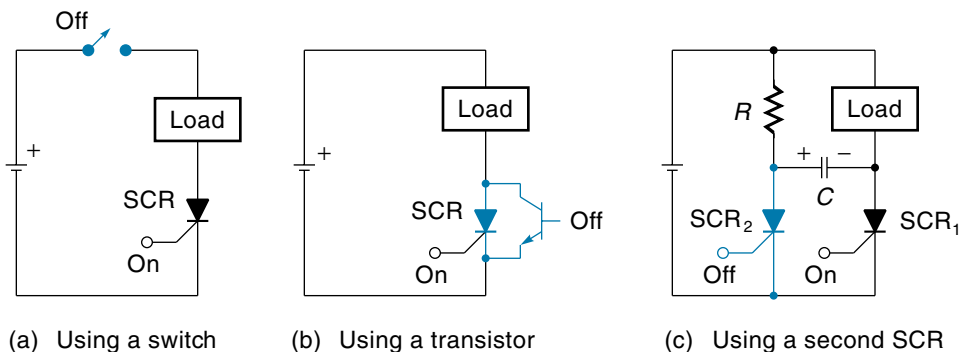 Off
+
Load
SCR
On
(a) Using a switch
+
Load
SCR
Off
On
(b) Using a transistor
R
Load
+ −
C
SCR₂
SCR₁
Off
On
(c) Using a second SCR